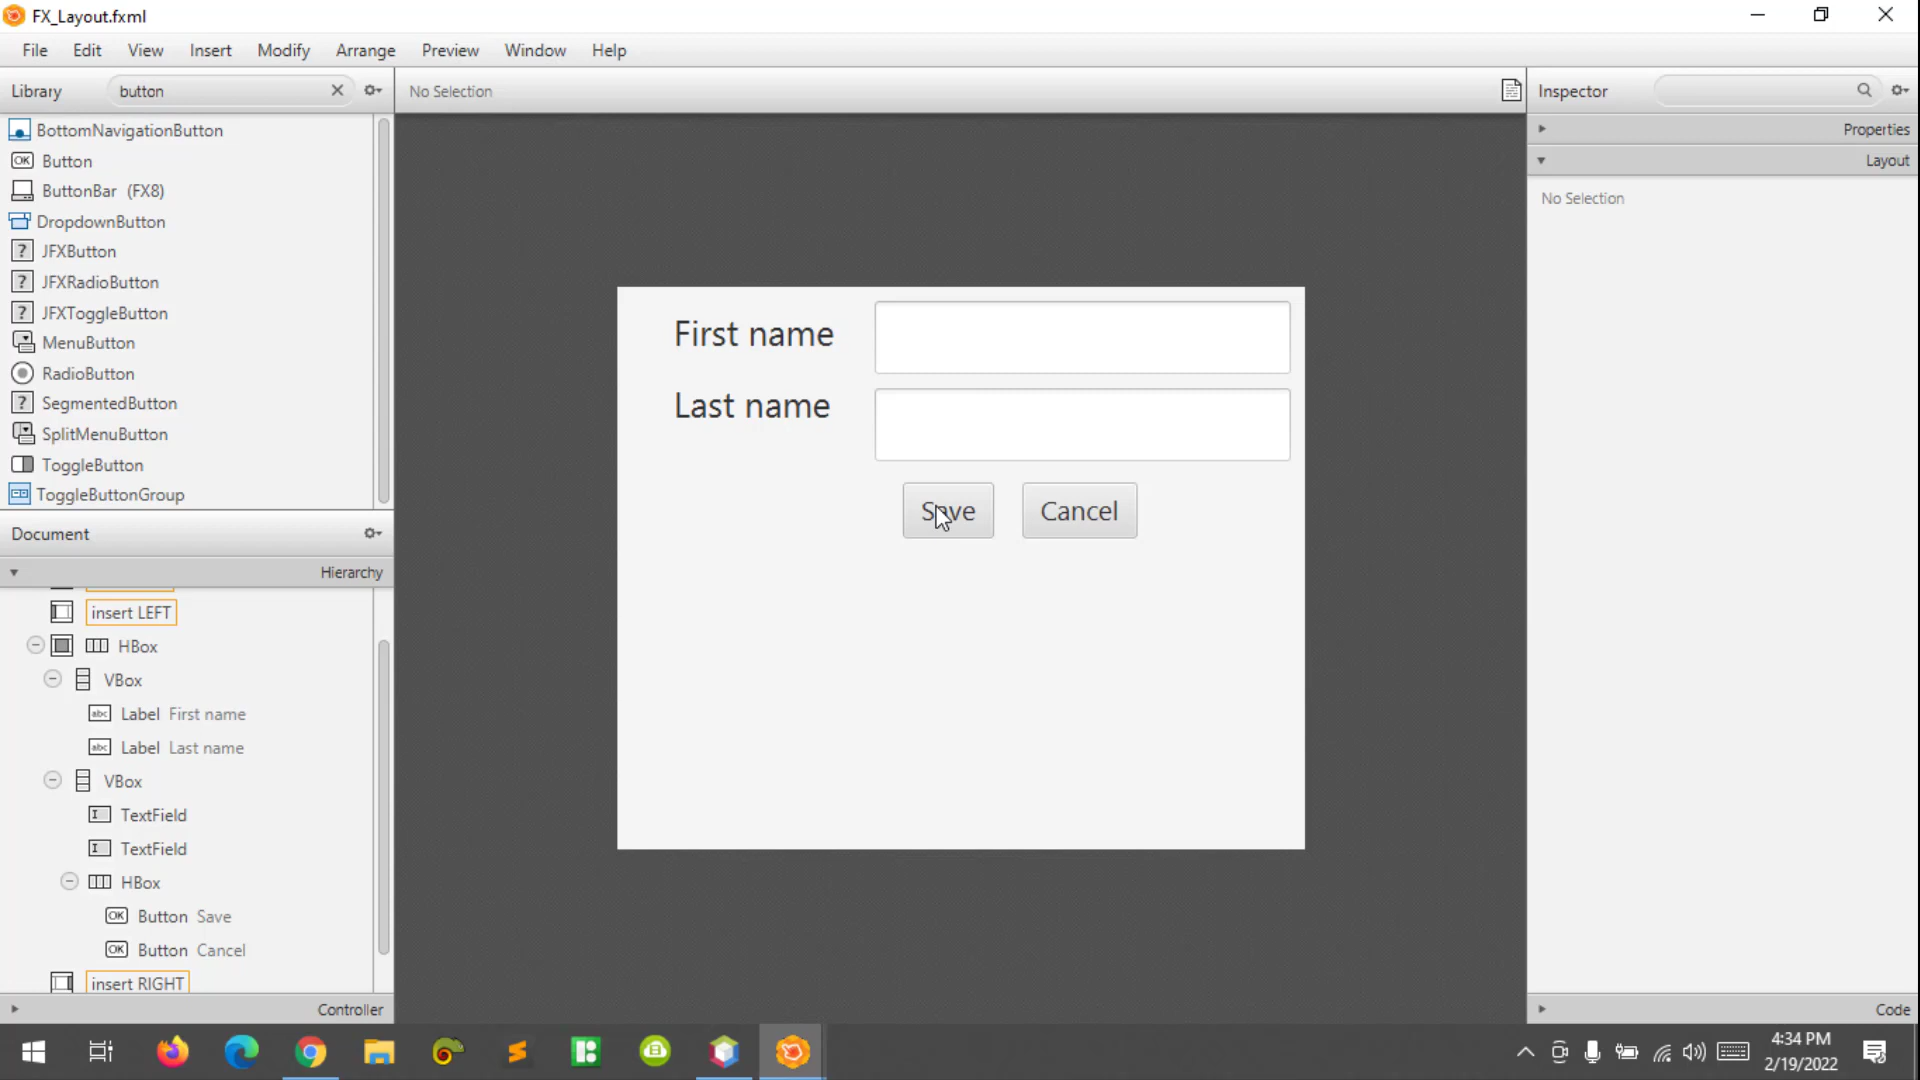 FX_Layout.fxml
File Edit View Insert Modify Arrange Preview Window Help
Library button
No Selection
Inspector
BottomNavigationButton
Button
ButtonBar (FX8)
DropdownButton
JFXButton
JFXRadioButton
JFXToggleButton
MenuButton
RadioButton
SegmentedButton
SplitMenuButton
ToggleButton
ToggleButtonGroup
Document
Hierarchy
insert LEFT
HBox
VBox
Label First name
Label Last name
VBox
TextField
TextField
HBox
Button Save
Button Cancel
insert RIGHT
Controller
First name
Last name
Save Cancel
Properties
Layout
No Selection
Code
4:34 PM
2/19/2022